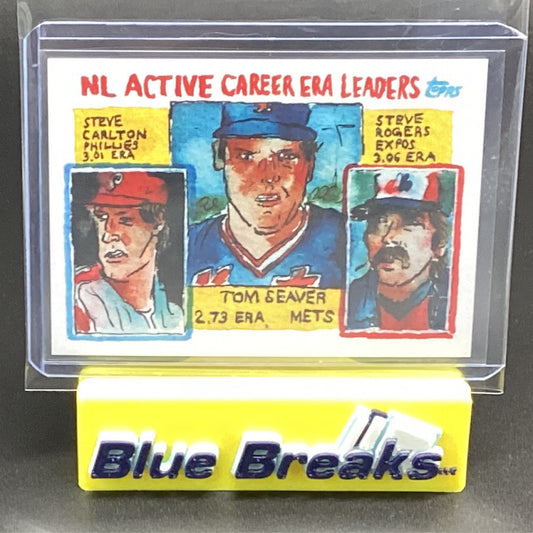 NL ACTIVE CAREER ERA LEADERS TOPPS
STEVE
CARLTON
PHILLIES
3.01 ERA
STEVE
ROGERS
EXPOS
3.06 ERA
TOM SEAVER
2.73 ERA METS
Blue Breaks...